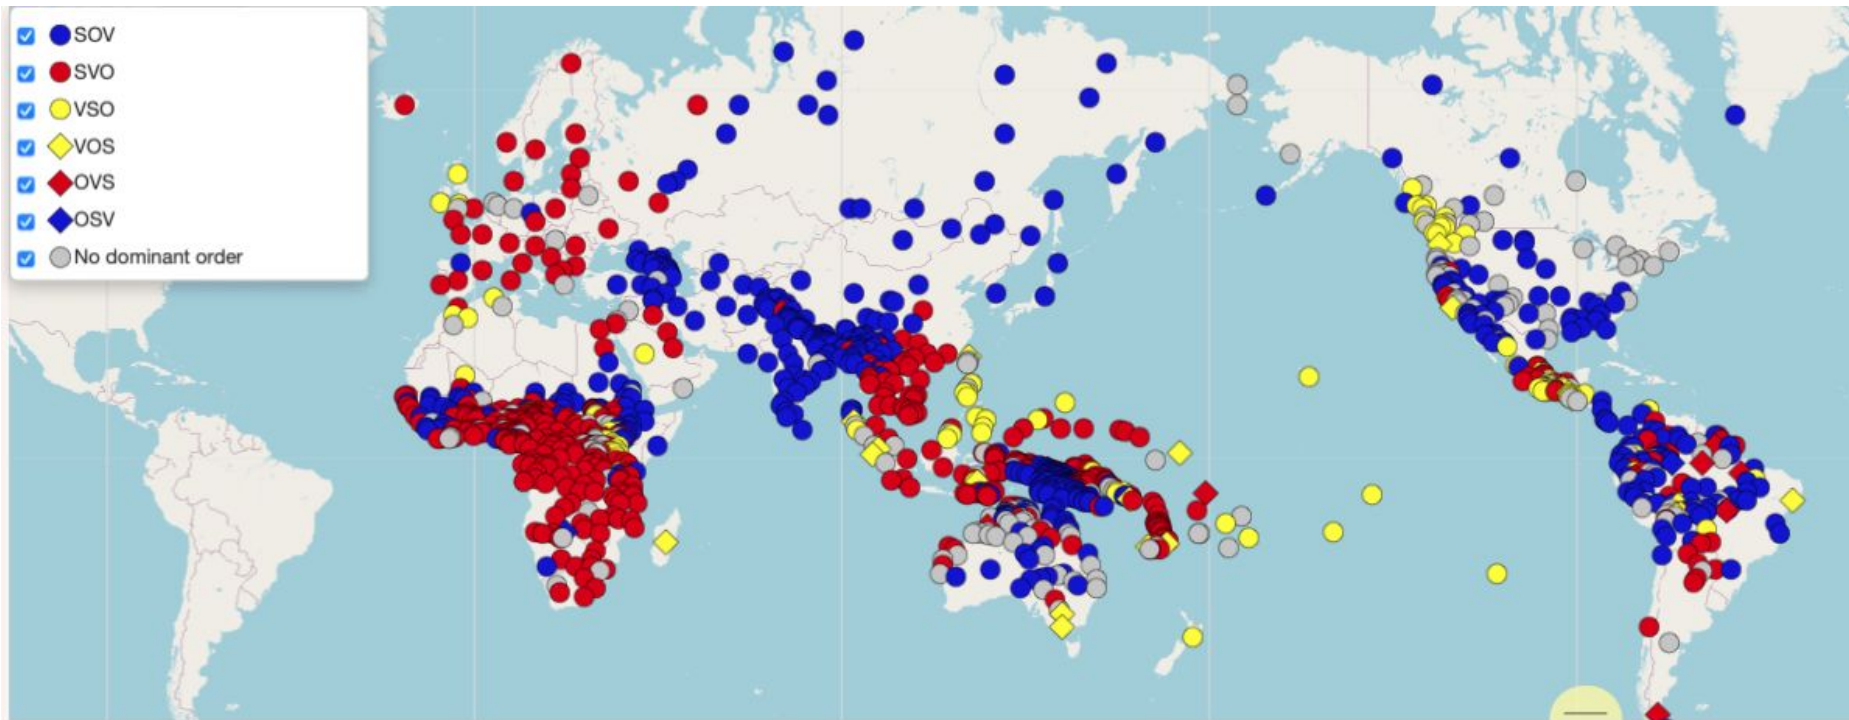 SOV
SVO
VSO
VOS
OVS
OSV
No dominant order